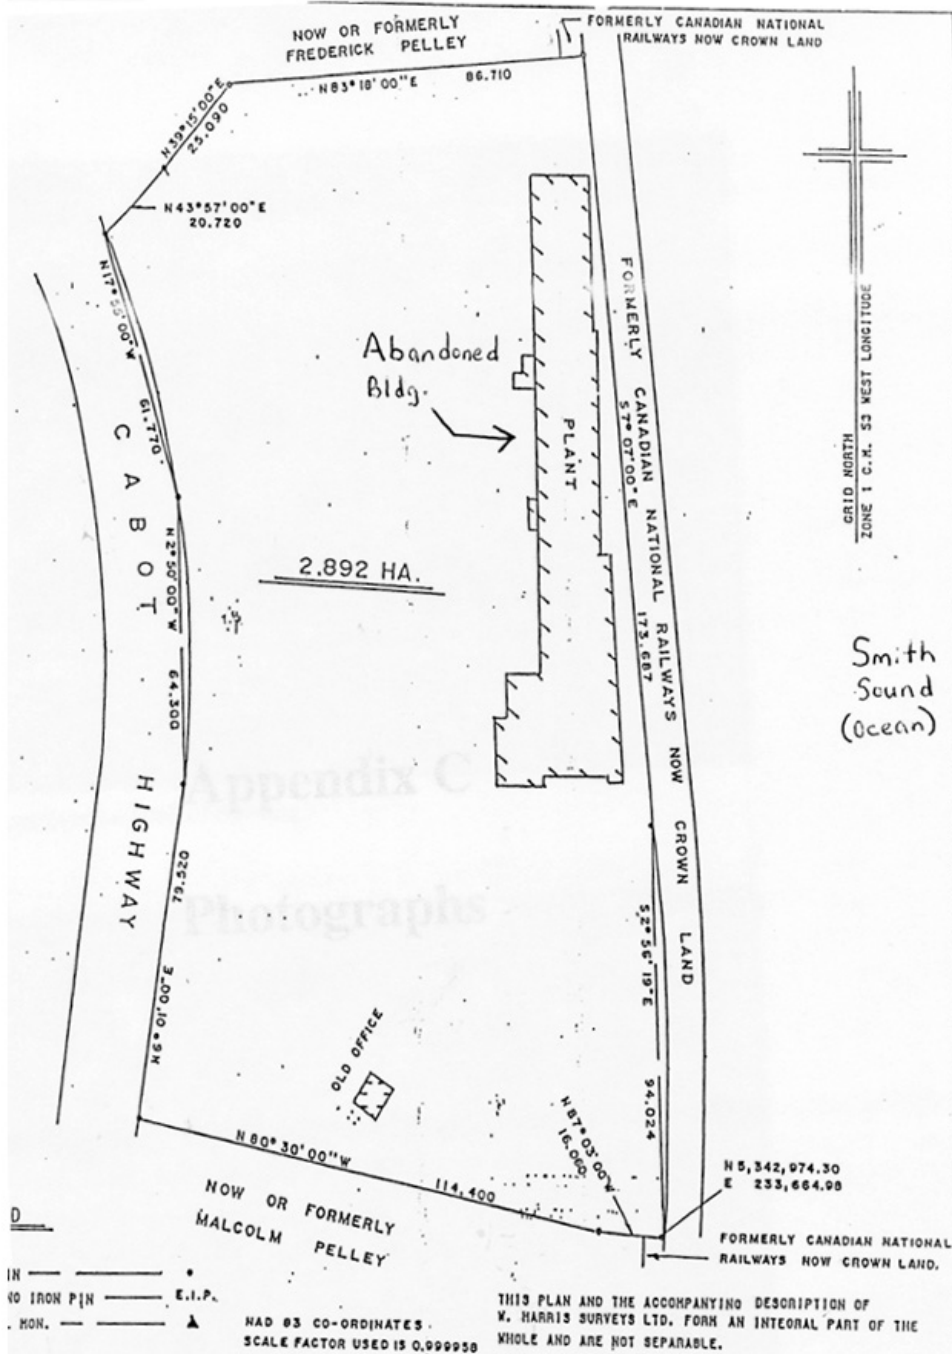 NOW OR FORMERLY
FREDERICK PELLEY
FORMERLY CANADIAN NATIONAL
RAILWAYS NOW CROWN LAND
N83°18'00"E 86.710
N39°15'00"E
25.090
N43°57'00"E
20.720
N17°55'00"W
61.770
CABOT
HIGHWAY
N2°50'00"W
64.300
Abandoned
Bldg.
PLANT
FORMERLY CANADIAN NATIONAL RAILWAYS NOW CROWN LAND
S7°07'00"E
173.687
GRID NORTH
ZONE 1 C.M. 53 WEST LONGITUDE
2.892 HA.
Smith
Sound
(Ocean)
Appendix C
Photographs
75.520
N6°01'00"E
S2°56'19"E
94.024
OLD OFFICE
N80°30'00"W
114.400
N87°03'00"W
16.060
N 5,342,974.30
E 233,664.98
NOW OR FORMERLY
MALCOLM PELLEY
FORMERLY CANADIAN NATIONAL
RAILWAYS NOW CROWN LAND.
D
IN
ND IRON PIN E.I.P.
. MON.
NAD 83 CO-ORDINATES.
SCALE FACTOR USED IS 0.999958
THIS PLAN AND THE ACCOMPANYING DESCRIPTION OF
W. HARRIS SURVEYS LTD. FORM AN INTEGRAL PART OF THE
WHOLE AND ARE NOT SEPARABLE.